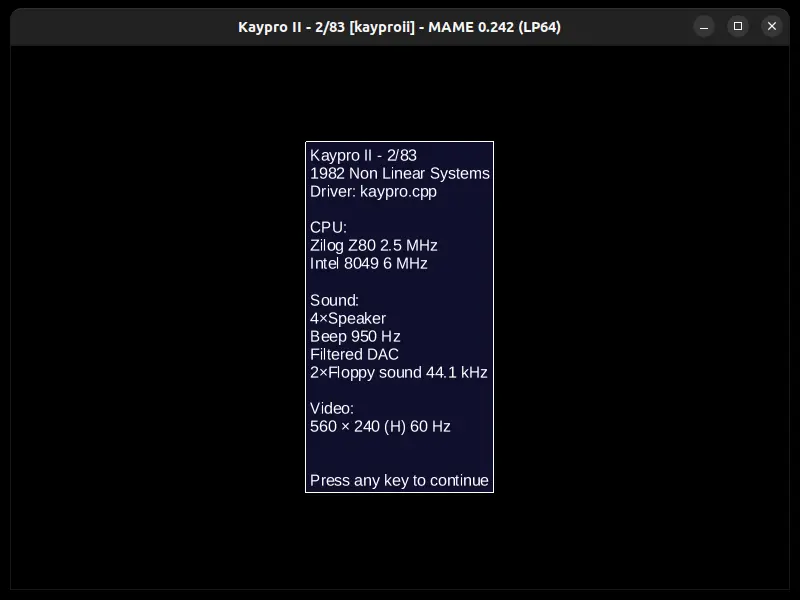 Kaypro II - 2/83 [kayproii] - MAME 0.242 (LP64)
Kaypro II - 2/83
1982 Non Linear Systems
Driver: kaypro.cpp
CPU:
Zilog Z80 2.5 MHz
Intel 8049 6 MHz
Sound:
4×Speaker
Beep 950 Hz
Filtered DAC
2×Floppy sound 44.1 kHz
Video:
560 × 240 (H) 60 Hz
Press any key to continue